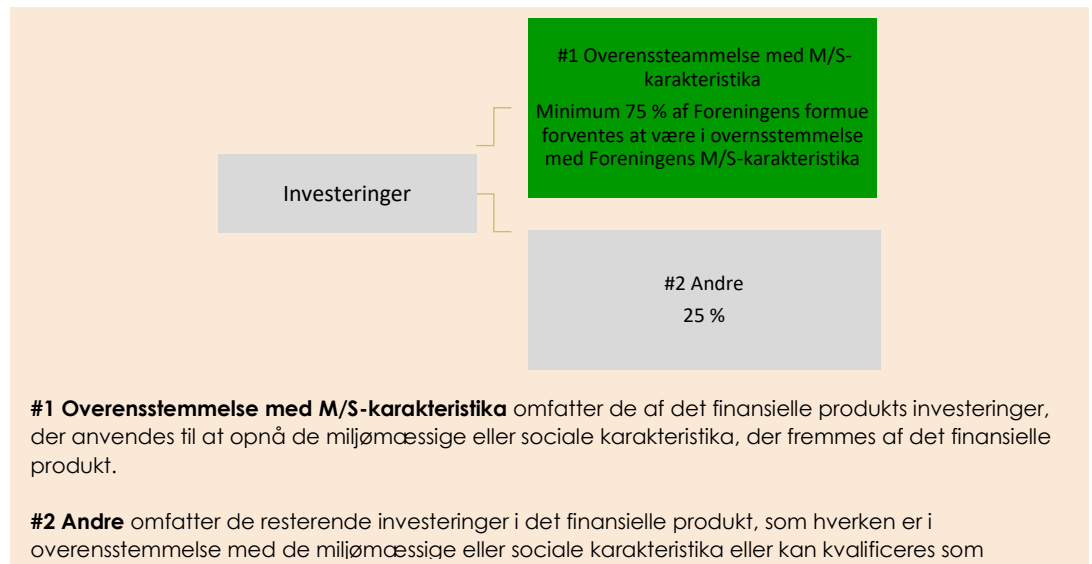 #1 Overenssteammelse med M/S-
karakteristika
Minimum 75 % af Foreningens formue
forventes at være i overnsstemmelse
med Foreningens M/S-karakteristika
Investeringer
#2 Andre
25 %
#1 Overensstemmelse med M/S-karakteristika omfatter de af det finansielle produkts investeringer,
der anvendes til at opnå de miljømæssige eller sociale karakteristika, der fremmes af det finansielle
produkt.
#2 Andre omfatter de resterende investeringer i det finansielle produkt, som hverken er i
overensstemmelse med de miljømæssige eller sociale karakteristika eller kan kvalificeres som